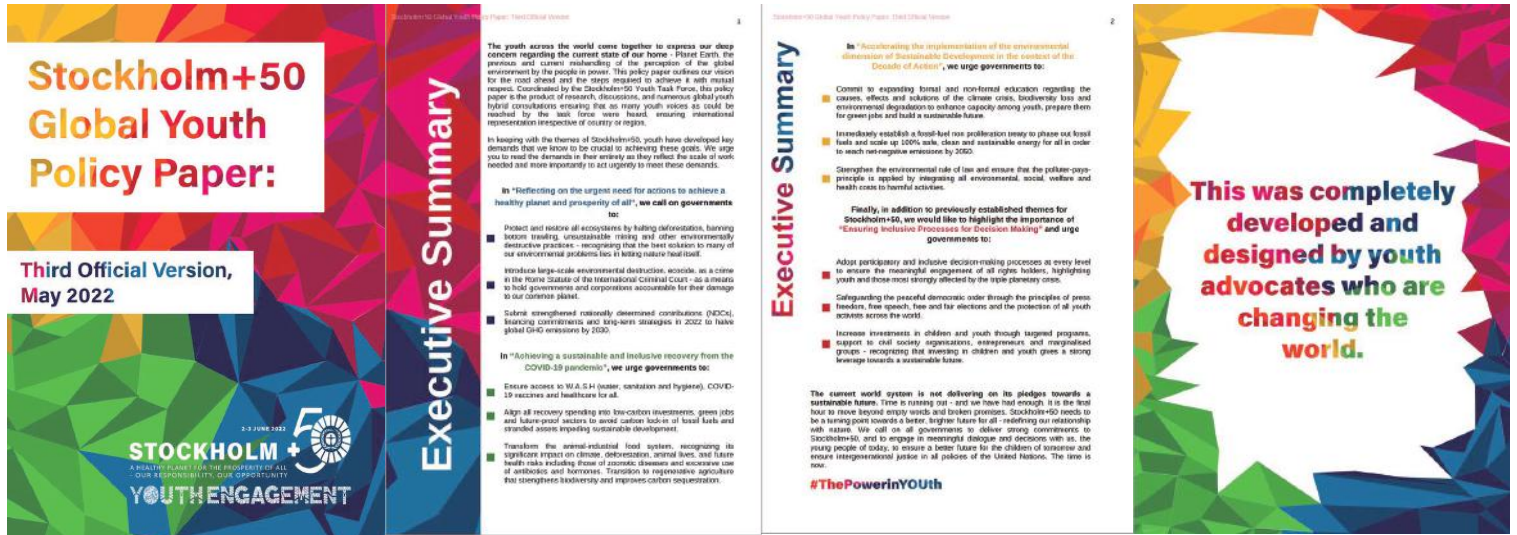 Stockholm+50
Global Youth
Policy Paper:
Third Official Version,
May 2022
2-3 JUNE 2022
50
STOCKHOLM +
A HEALTHY PLANET FOR THE PROSPERITY OF ALL
- OUR RESPONSIBILITY, OUR OPPORTUNITY
YOUTH ENGAGEMENT
Stockholm+50 Global Youth Policy Paper: Third Official Version
1
Executive Summary
The youth across the world come together to express our deep
concern regarding the current state of our home - Planet Earth, the
previous and current mishandling of the perception of the global
environment by the people in power. This policy paper outlines our vision
for the road ahead and the steps required to achieve it with mutual
respect. Coordinated by the Stockholm+50 Youth Task Force, this policy
paper is the product of research, discussions, and numerous global youth
hybrid consultations ensuring that as many youth voices as could be
reached by the task force were heard, ensuring international
representation irrespective of country or region.
In keeping with the themes of Stockholm+50, youth have developed key
demands that we know to be crucial to achieving these goals. We urge
you to read the demands in their entirety as they reflect the scale of work
needed and more importantly to act urgently to meet these demands.
In "Reflecting on the urgent need for actions to achieve a
healthy planet and prosperity of all", we call on governments
to:
Protect and restore all ecosystems by halting deforestation, banning
bottom trawling, unsustainable mining and other environmentally
destructive practices - recognising that the best solution to many of
our environmental problems lies in letting nature heal itself.
Introduce large-scale environmental destruction, ecocide, as a crime
in the Rome Statute of the International Criminal Court - as a means
to hold governments and corporations accountable for their damage
to our common planet.
Submit strengthened nationally determined contributions (NDCs),
financing commitments and long-term strategies in 2022 to halve
global GHG emissions by 2030.
In "Achieving a sustainable and inclusive recovery from the
COVID-19 pandemic", we urge governments to:
Ensure access to W.A.S.H (water, sanitation and hygiene), COVID-
19 vaccines and healthcare for all.
Align all recovery spending into low-carbon investments, green jobs
and future-proof sectors to avoid carbon lock-in of fossil fuels and
stranded assets impeding sustainable development.
Transform the animal-industrial food system, recognizing its
significant impact on climate, deforestation, animal lives, and future
health risks including those of zoonotic diseases and excessive use
of antibiotics and hormones. Transition to regenerative agriculture
that strengthens biodiversity and improves carbon sequestration.
Stockholm+50 Global Youth Policy Paper: Third Official Version
2
Executive Summary
In "Accelerating the implementation of the environmental
dimension of Sustainable Development in the context of the
Decade of Action", we urge governments to:
Commit to expanding formal and non-formal education regarding the
causes, effects and solutions of the climate crisis, biodiversity loss and
environmental degradation to enhance capacity among youth, prepare them
for green jobs and build a sustainable future.
Immediately establish a fossil-fuel non proliferation treaty to phase out fossil
fuels and scale up 100% safe, clean and sustainable energy for all in order
to reach net-negative emissions by 2050.
Strengthen the environmental rule of law and ensure that the polluter-pays-
principle is applied by integrating all environmental, social, welfare and
health costs to harmful activities.
Finally, in addition to previously established themes for
Stockholm+50, we would like to highlight the importance of
"Ensuring Inclusive Processes for Decision Making" and urge
governments to:
Adopt participatory and inclusive decision-making processes at every level
to ensure the meaningful engagement of all rights holders, highlighting
youth and those most strongly affected by the triple planetary crisis.
Safeguarding the peaceful democratic order through the principles of press
freedom, free speech, free and fair elections and the protection of all youth
activists across the world.
Increase investments in children and youth through targeted programs,
support to civil society organisations, entrepreneurs and marginalised
groups - recognizing that investing in children and youth gives a strong
leverage towards a sustainable future.
The current world system is not delivering on its pledges towards a
sustainable future. Time is running out - and we have had enough. It is the final
hour to move beyond empty words and broken promises. Stockholm+50 needs to
be a turning point towards a better, brighter future for all - redefining our relationship
with nature. We call on all governments to deliver strong commitments to
Stockholm+50, and to engage in meaningful dialogue and decisions with us, the
young people of today, to ensure a better future for the children of tomorrow and
ensure intergenerational justice in all policies of the United Nations. The time is
now.
#ThePowerinYOUth
This was completely
developed and
designed by youth
advocates who are
changing the
world.